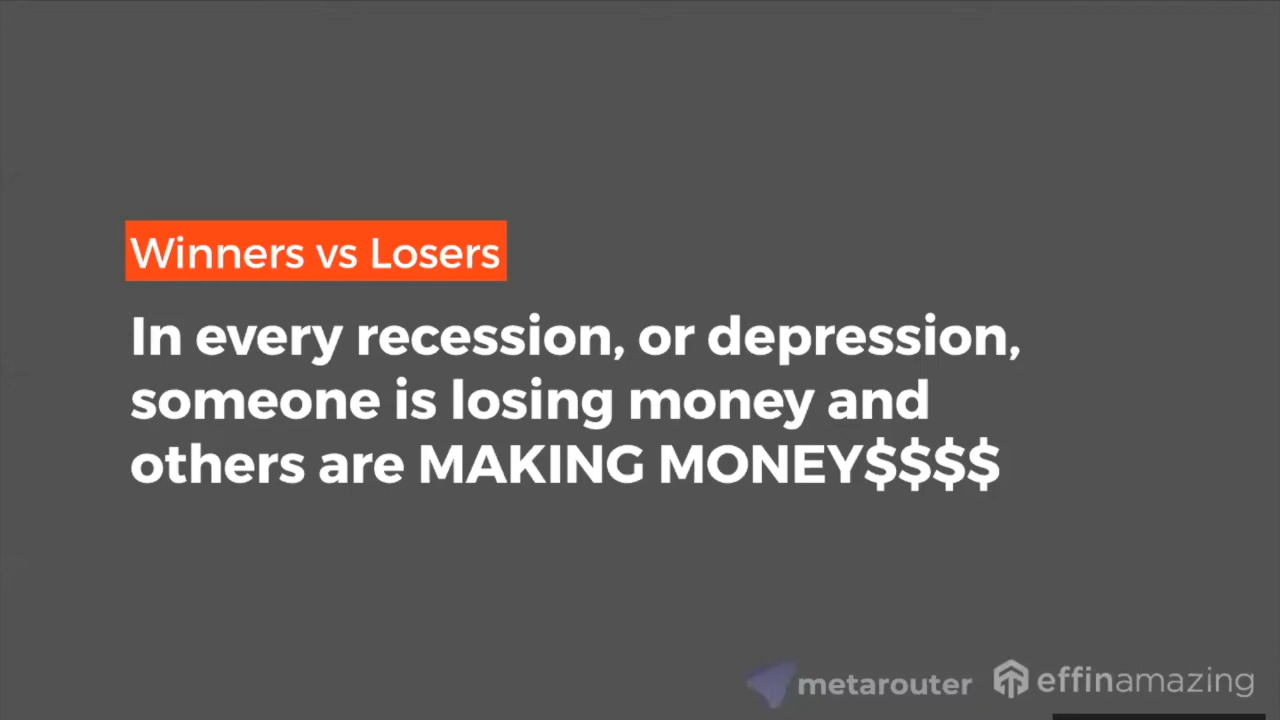 Winners vs Losers
In every recession, or depression,
someone is losing money and
others are MAKING MONEY$$$$
metarouter
effinamazing